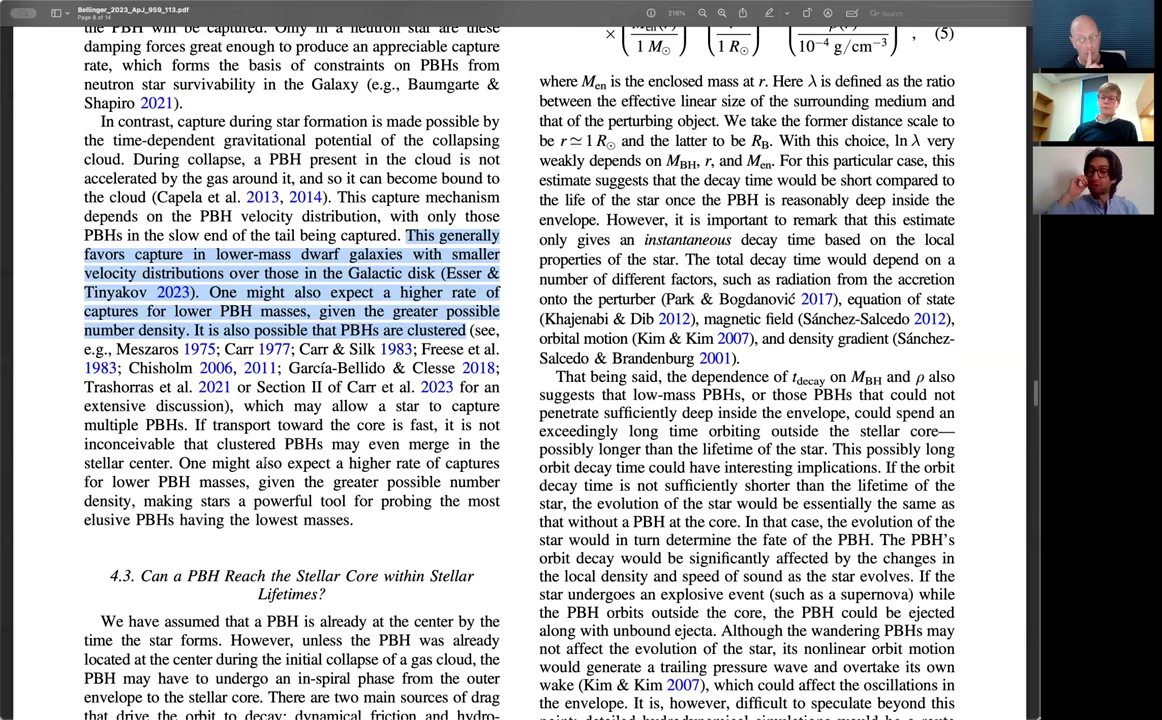 Bellinger_2023_ApJ_959_113.pdf
Page 8 of 14
216%
Search
the PBH will be captured. Only in a neutron star are these
damping forces great enough to produce an appreciable capture
rate, which forms the basis of constraints on PBHs from
neutron star survivability in the Galaxy (e.g., Baumgarte &
Shapiro 2021).
In contrast, capture during star formation is made possible by
the time-dependent gravitational potential of the collapsing
cloud. During collapse, a PBH present in the cloud is not
accelerated by the gas around it, and so it can become bound to
the cloud (Capela et al. 2013, 2014). This capture mechanism
depends on the PBH velocity distribution, with only those
PBHs in the slow end of the tail being captured. This generally
favors capture in lower-mass dwarf galaxies with smaller
velocity distributions over those in the Galactic disk (Esser &
Tinyakov 2023). One might also expect a higher rate of
captures for lower PBH masses, given the greater possible
number density. It is also possible that PBHs are clustered (see,
e.g., Meszaros 1975; Carr 1977; Carr & Silk 1983; Freese et al.
1983; Chisholm 2006, 2011; García-Bellido & Clesse 2018;
Trashorras et al. 2021 or Section II of Carr et al. 2023 for an
extensive discussion), which may allow a star to capture
multiple PBHs. If transport toward the core is fast, it is not
inconceivable that clustered PBHs may even merge in the
stellar center. One might also expect a higher rate of captures
for lower PBH masses, given the greater possible number
density, making stars a powerful tool for probing the most
elusive PBHs having the lowest masses.
4.3. Can a PBH Reach the Stellar Core within Stellar
Lifetimes?
We have assumed that a PBH is already at the center by the
time the star forms. However, unless the PBH was already
located at the center during the initial collapse of a gas cloud, the
PBH may have to undergo an in-spiral phase from the outer
envelope to the stellar core. There are two main sources of drag
that drive the orbit to decay: dynamical friction and hydro-
× ( 1 M⊙ ) ( 1 R⊙ ) ( 10⁻⁴ g/cm⁻³ ) , (5)
where Men is the enclosed mass at r. Here λ is defined as the ratio
between the effective linear size of the surrounding medium and
that of the perturbing object. We take the former distance scale to
be r ≃ 1 R⊙ and the latter to be RB. With this choice, ln λ very
weakly depends on MBH, r, and Men. For this particular case, this
estimate suggests that the decay time would be short compared to
the life of the star once the PBH is reasonably deep inside the
envelope. However, it is important to remark that this estimate
only gives an instantaneous decay time based on the local
properties of the star. The total decay time would depend on a
number of different factors, such as radiation from the accretion
onto the perturber (Park & Bogdanović 2017), equation of state
(Khajenabi & Dib 2012), magnetic field (Sánchez-Salcedo 2012),
orbital motion (Kim & Kim 2007), and density gradient (Sánchez-
Salcedo & Brandenburg 2001).
That being said, the dependence of tdecay on MBH and ρ also
suggests that low-mass PBHs, or those PBHs that could not
penetrate sufficiently deep inside the envelope, could spend an
exceedingly long time orbiting outside the stellar core—
possibly longer than the lifetime of the star. This possibly long
orbit decay time could have interesting implications. If the orbit
decay time is not sufficiently shorter than the lifetime of the
star, the evolution of the star would be essentially the same as
that without a PBH at the core. In that case, the evolution of the
star would in turn determine the fate of the PBH. The PBH's
orbit decay would be significantly affected by the changes in
the local density and speed of sound as the star evolves. If the
star undergoes an explosive event (such as a supernova) while
the PBH orbits outside the core, the PBH could be ejected
along with unbound ejecta. Although the wandering PBHs may
not affect the evolution of the star, its nonlinear orbit motion
would generate a trailing pressure wave and overtake its own
wake (Kim & Kim 2007), which could affect the oscillations in
the envelope. It is, however, difficult to speculate beyond this